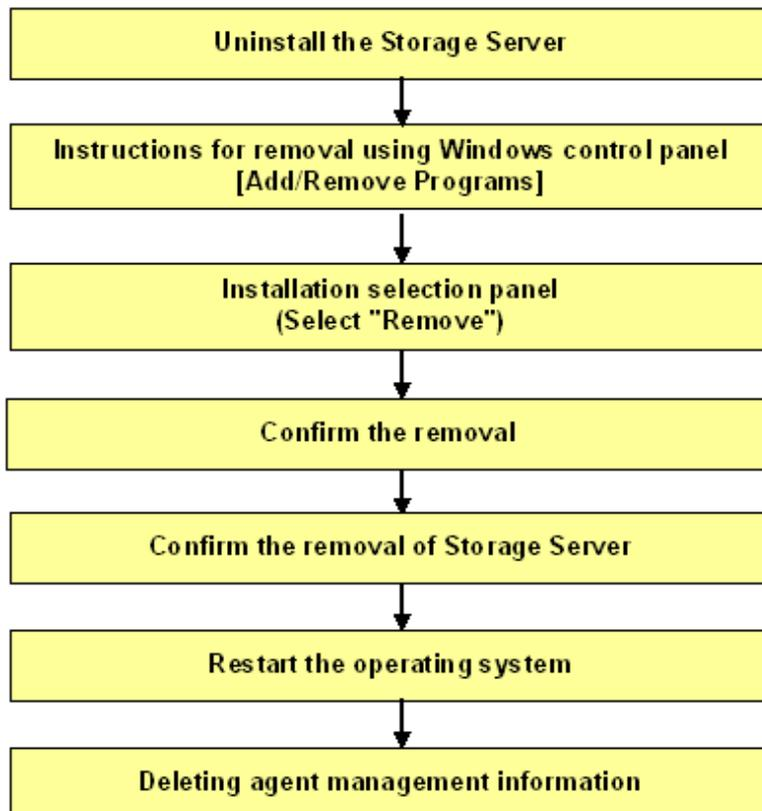 Uninstall the Storage Server
Instructions for removal using Windows control panel
[Add/Remove Programs]
Installation selection panel
(Select "Remove")
Confirm the removal
Confirm the removal of Storage Server
Restart the operating system
Deleting agent management information